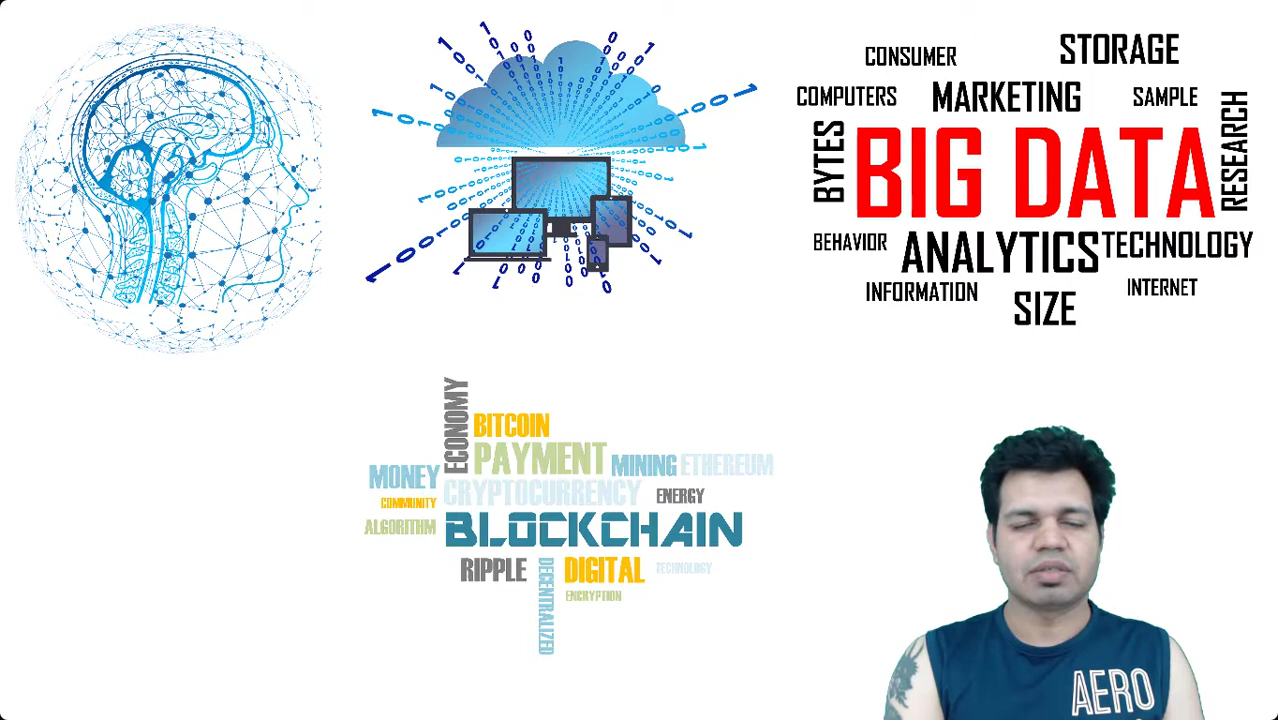 CONSUMER
STORAGE
COMPUTERS
MARKETING
SAMPLE
BYTES
BIG DATA
RESEARCH
BEHAVIOR
ANALYTICS
TECHNOLOGY
INFORMATION
SIZE
INTERNET
ECONOMY
BITCOIN
PAYMENT
MONEY
MINING
ETHEREUM
COMMUNITY
CRYPTOCURRENCY
ENERGY
ALGORITHM
BLOCKCHAIN
RIPPLE
DECENTRALIZED
DIGITAL
TECHNOLOGY
ENCRYPTION
AERO